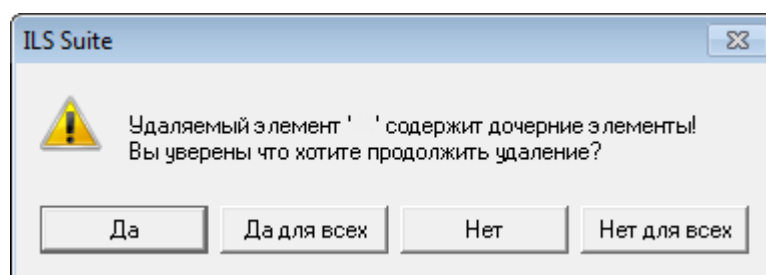 ILS Suite
Удаляемый элемент '   ' содержит дочерние элементы!
Вы уверены что хотите продолжить удаление?
Да
Да для всех
Нет
Нет для всех